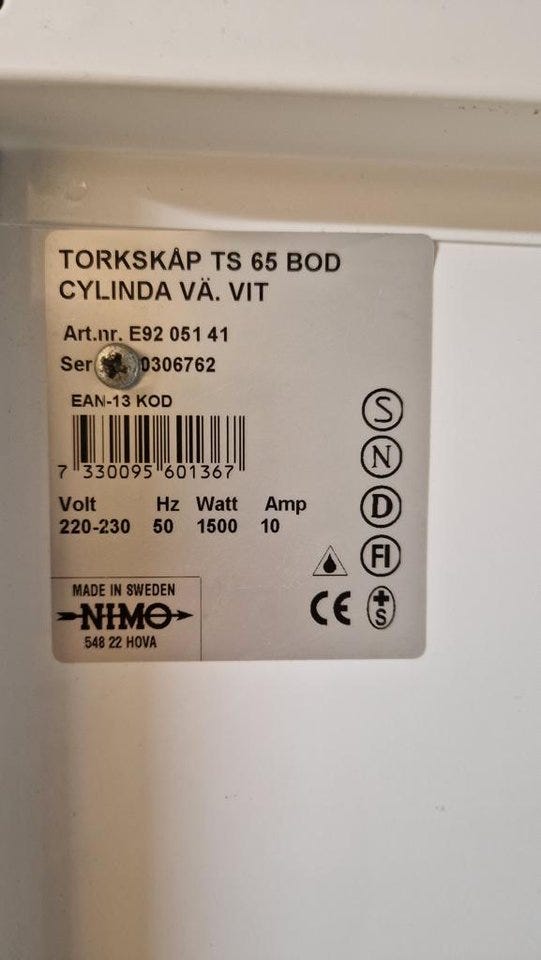 TORKSKÅP TS 65 BOD
CYLINDA VÄ. VIT
Art.nr. E92 051 41
Ser 0306762
EAN-13 KOD
7 330095 601367
Volt Hz Watt Amp
220-230 50 1500 10
S
N
D
FI
CE +S
MADE IN SWEDEN
NIMO
548 22 HOVA